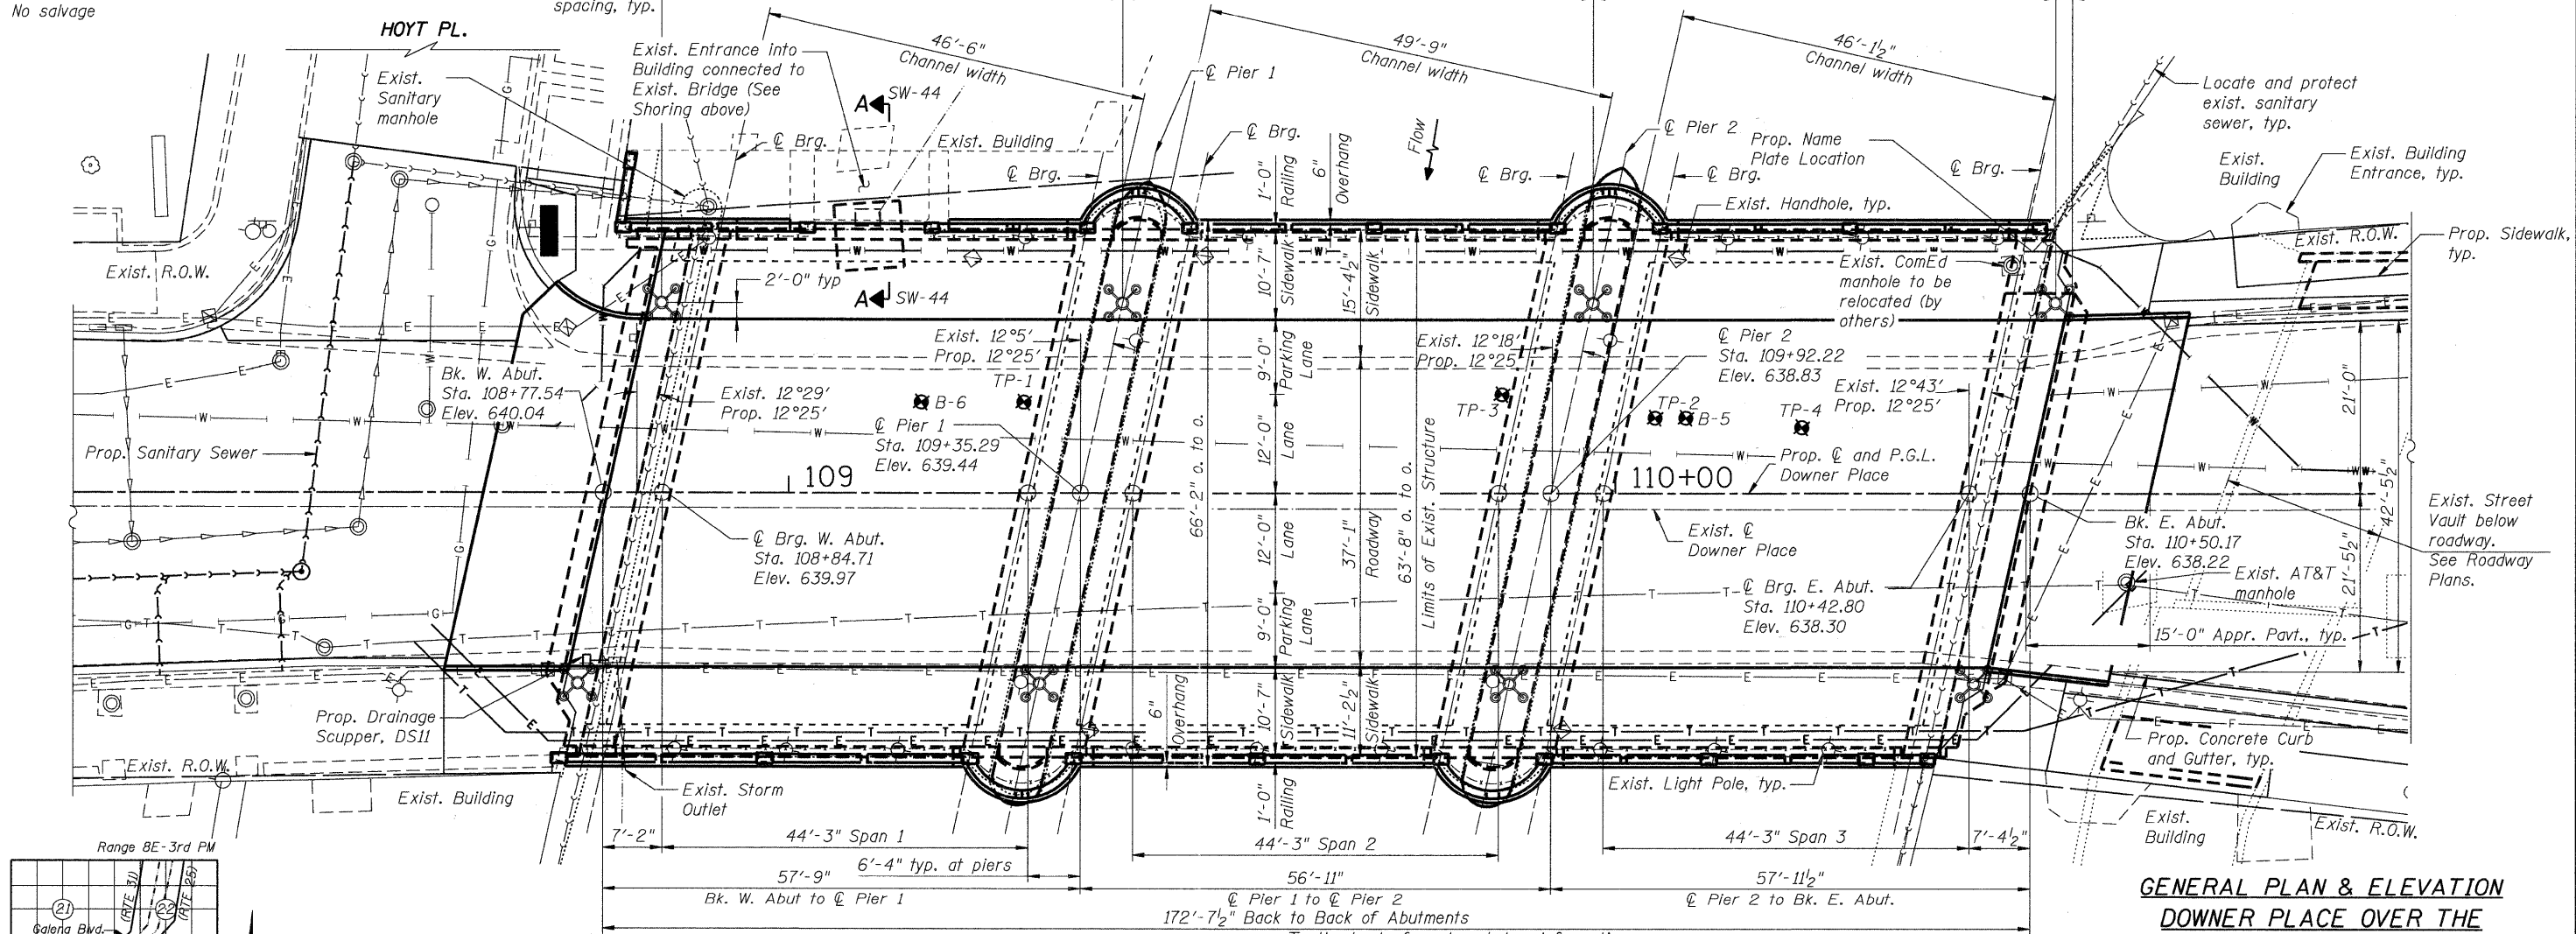 No salvage
spacing, typ.
HOYT PL.
Exist.
Sanitary
manhole
Exist. Entrance into
Building connected to
Exist. Bridge (See
Shoring above)
46'-6"
Channel width
49'-9"
Channel width
46'-1½"
Channel width
A SW-44
℄ Brg.
Exist. Building
℄ Brg.
℄ Pier 1
℄ Brg.
1'-0" Railing
6" Overhang
Flow
℄ Brg.
℄ Pier 2
℄ Brg.
Prop. Name
Plate Location
Exist. Handhole, typ.
℄ Brg.
Locate and protect
exist. sanitary
sewer, typ.
Exist.
Building
Exist. Building
Entrance, typ.
Exist. R.O.W.
Prop. Sidewalk,
typ.
Exist. R.O.W.
2'-0" typ
A SW-44
10'-7" Sidewalk
15'-4½" Sidewalk
Exist. ComEd
manhole to be
relocated (by
others)
Bk. W. Abut.
Sta. 108+77.54
Elev. 640.04
Exist. 12°29'
Prop. 12°25'
Exist. 12°5'
Prop. 12°25'
B-6
TP-1
℄ Pier 1
Sta. 109+35.29
Elev. 639.44
9'-0" Parking Lane
12'-0" Lane
Exist. 12°18'
Prop. 12°25'
TP-3
℄ Pier 2
Sta. 109+92.22
Elev. 638.83
TP-2
B-5
TP-4
Exist. 12°43'
Prop. 12°25'
21'-0"
42'-5½"
21'-5½"
Prop. Sanitary Sewer
109
110+00
Prop. ℄ and P.G.L.
Downer Place
℄ Brg. W. Abut.
Sta. 108+84.71
Elev. 639.97
66'-2" o. to o.
12'-0" Lane
37'-1" Roadway
63'-8" o. to o.
Limits of Exist. Structure
Exist. ℄
Downer Place
℄ Brg. E. Abut.
Sta. 110+42.80
Elev. 638.30
Bk. E. Abut.
Sta. 110+50.17
Elev. 638.22
Exist. AT&T
manhole
Exist. Street
Vault below
roadway.
See Roadway
Plans.
9'-0" Parking Lane
15'-0" Appr. Pavt., typ.
Prop. Drainage
Scupper, DS11
6" Overhang
10'-7" Sidewalk
11'-2½" Sidewalk
1'-0" Railing
Exist. R.O.W.
Exist. Building
Exist. Storm
Outlet
Exist. Light Pole, typ.
Prop. Concrete Curb
and Gutter, typ.
Exist.
Building
Exist. R.O.W.
7'-2"
44'-3" Span 1
44'-3" Span 2
44'-3" Span 3
7'-4½"
6'-4" typ. at piers
57'-9"
Bk. W. Abut to ℄ Pier 1
56'-11"
℄ Pier 1 to ℄ Pier 2
57'-11½"
℄ Pier 2 to Bk. E. Abut.
172'-7½" Back to Back of Abutments
Range 8E-3rd PM
21
22
(RTE 31)
(RTE 25)
Galena Blvd.
GENERAL PLAN & ELEVATION
DOWNER PLACE OVER THE